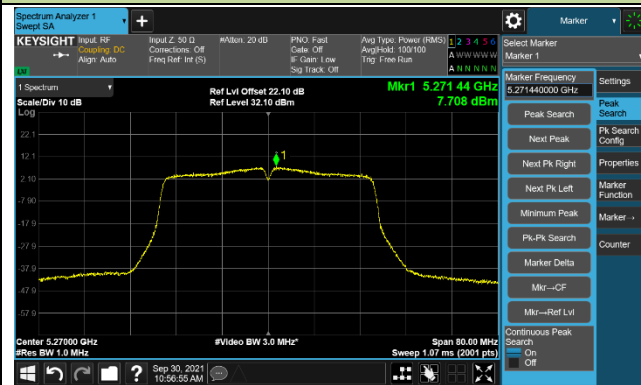 Spectrum Analyzer 1
Swept SA
+
Marker
KEYSIGHT
Input: RF
Coupling: DC
Align: Auto
Input Z: 50 Ω
Corrections: Off
Freq Ref: Int (S)
#Atten: 20 dB
PNO: Fast
Gate: Off
IF Gain: Low
Sig Track: Off
Avg Type: Power (RMS)
Avg|Hold: 100/100
Trig: Free Run
1 2 3 4 5 6
A W W W W W
A N N N N N
Select Marker
Marker 1
1 Spectrum
Scale/Div 10 dB
Log
Ref Lvl Offset 22.10 dB
Ref Level 32.10 dBm
Mkr1 5.271 44 GHz
7.708 dBm
22.1
12.1
2.10
-7.90
-17.9
-27.9
-37.9
-47.9
-57.9
1
Center 5.27000 GHz
#Res BW 1.0 MHz
#Video BW 3.0 MHz*
Span 80.00 MHz
Sweep 1.07 ms (2001 pts)
Marker Frequency
5.271440000 GHz
Peak Search
Next Peak
Next Pk Right
Next Pk Left
Minimum Peak
Pk-Pk Search
Marker Delta
Mkr→CF
Mkr→Ref Lvl
Continuous Peak
Search
On
Off
Settings
Peak
Search
Pk Search
Config
Properties
Marker
Function
Marker→
Counter
?
Sep 30, 2021
10:56:55 AM